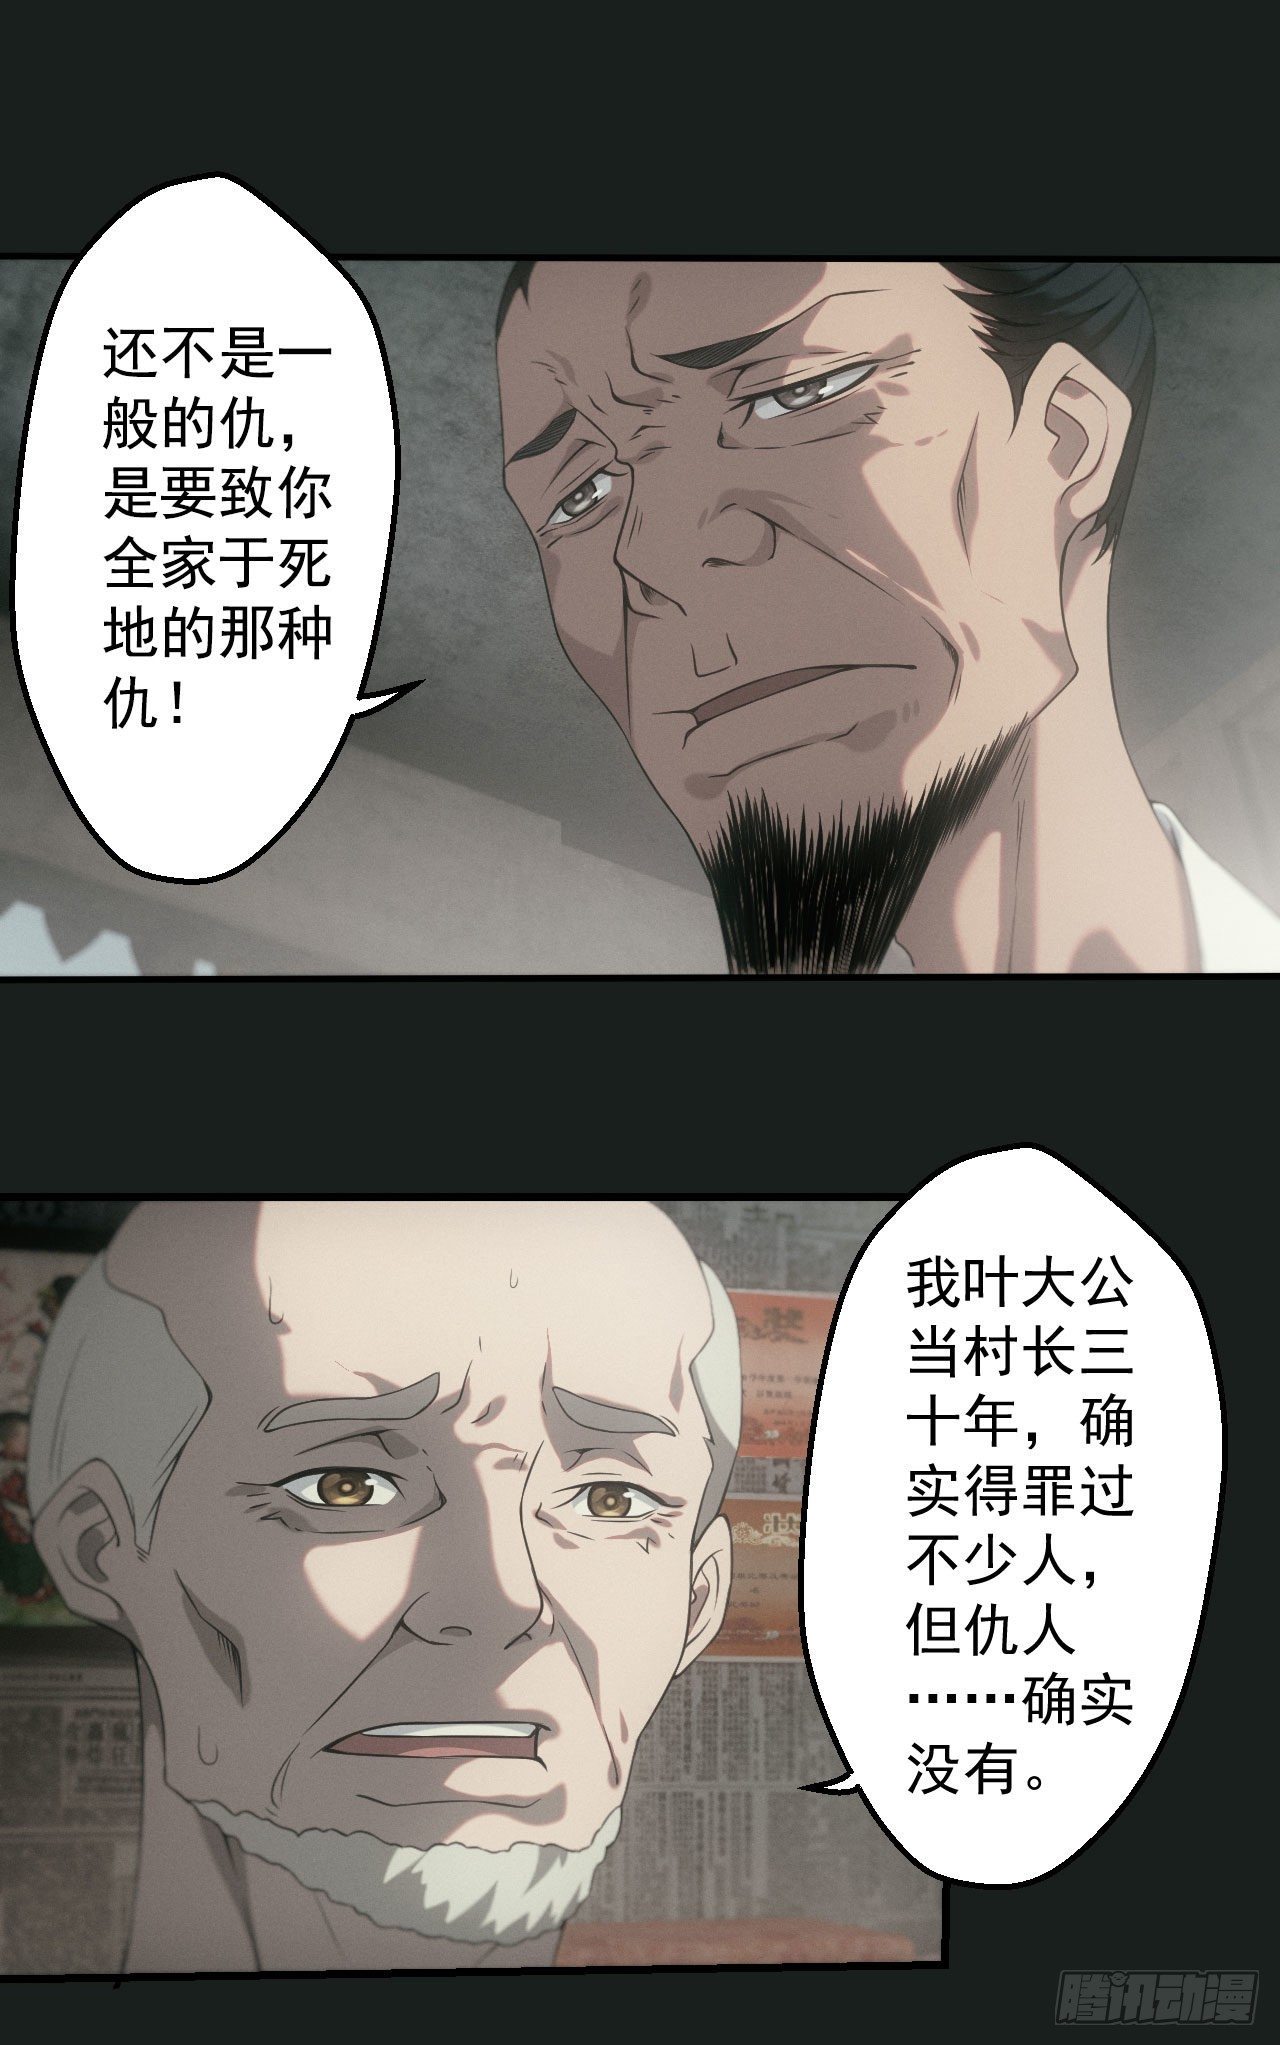 还不是一
般的仇，
是要致你
全家于死
地的那种
仇！
我叶大公
当村长三
十年，确
实得罪过
不少人，
但仇人
……确实
没有。
腾讯动漫